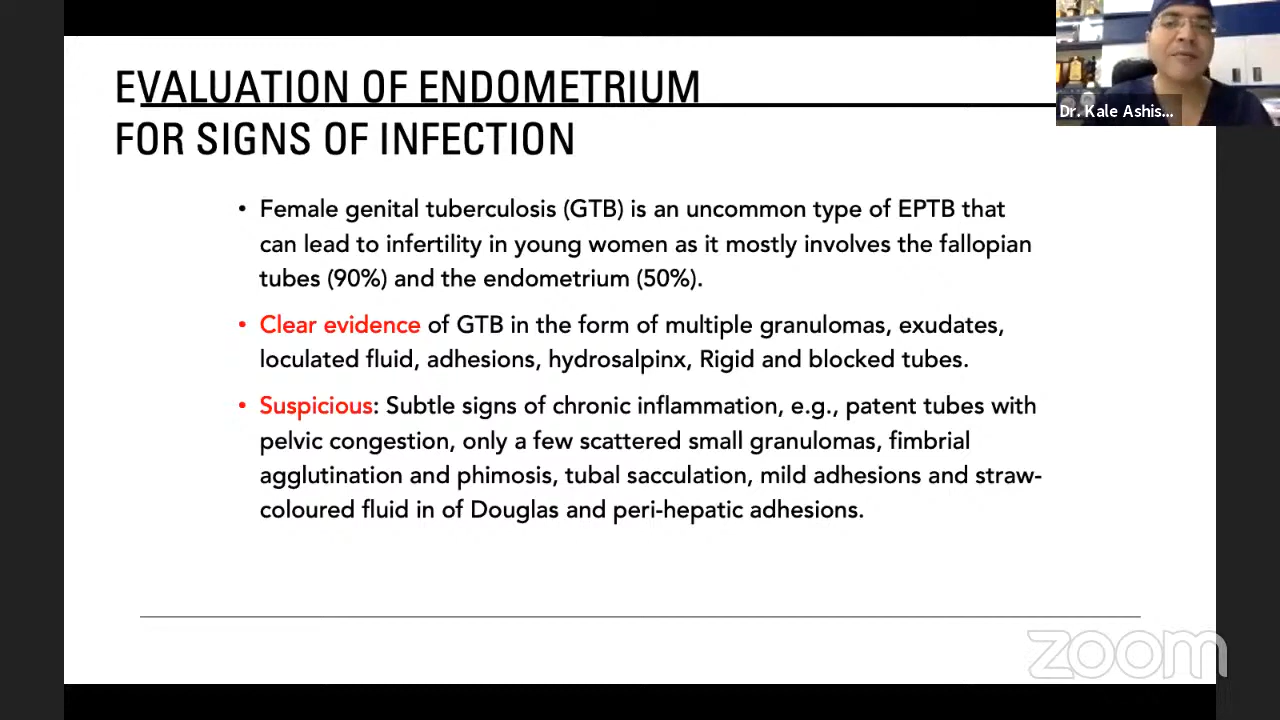 EVALUATION OF ENDOMETRIUM
FOR SIGNS OF INFECTION
Dr. Kale Ashis...
• Female genital tuberculosis (GTB) is an uncommon type of EPTB that
can lead to infertility in young women as it mostly involves the fallopian
tubes (90%) and the endometrium (50%).
• Clear evidence of GTB in the form of multiple granulomas, exudates,
loculated fluid, adhesions, hydrosalpinx, Rigid and blocked tubes.
• Suspicious: Subtle signs of chronic inflammation, e.g., patent tubes with
pelvic congestion, only a few scattered small granulomas, fimbrial
agglutination and phimosis, tubal sacculation, mild adhesions and straw-
coloured fluid in of Douglas and peri-hepatic adhesions.
zoom